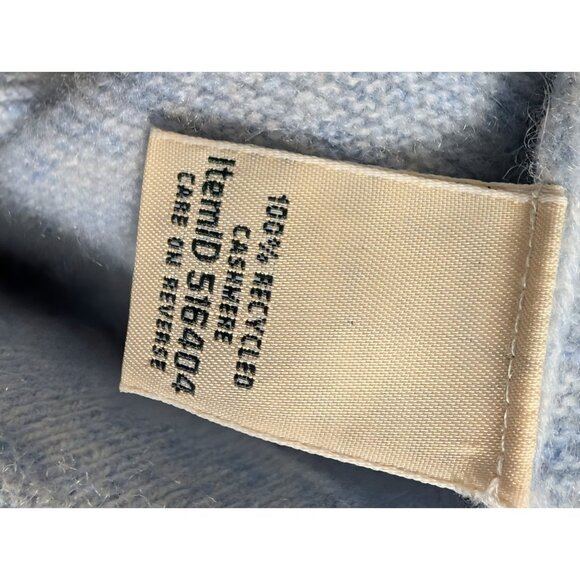 100% RECYCLED
CASHMERE
ItemID 516404
CARE ON REVERSE